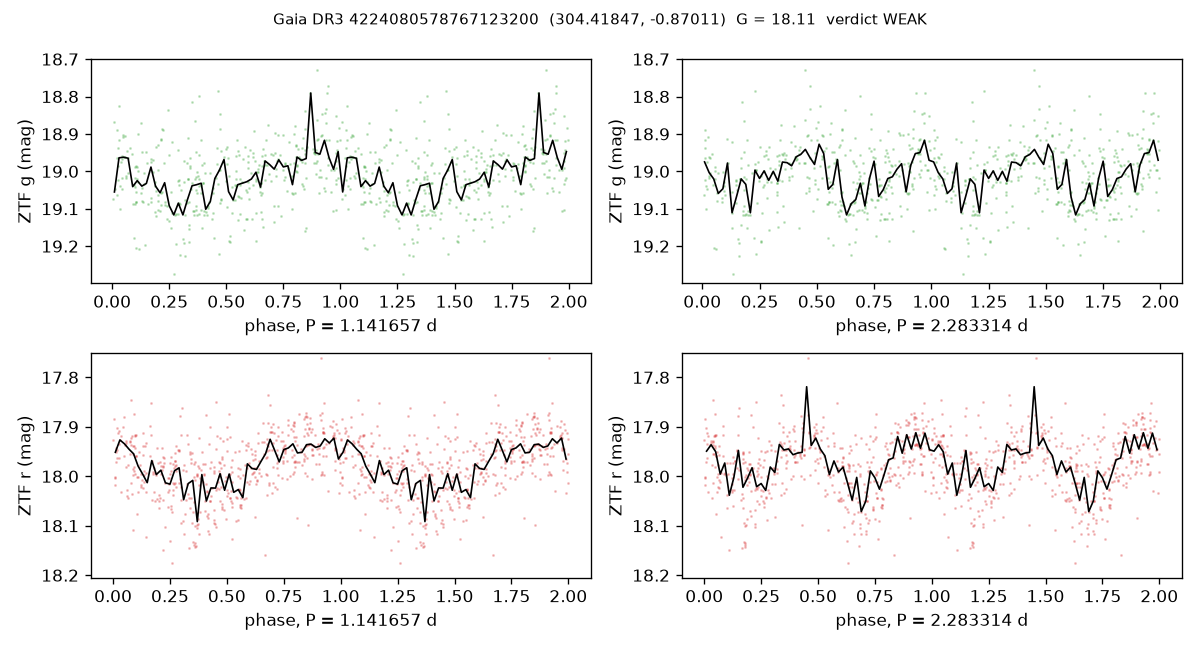 Gaia DR3 4224080578767123200 (304.41847, -0.87011) G = 18.11 verdict WEAK
ZTF g (mag)
18.7
18.8
18.9
19.0
19.1
19.2
0.00 0.25 0.50 0.75 1.00 1.25 1.50 1.75 2.00
phase, P = 1.141657 d
ZTF g (mag)
18.7
18.8
18.9
19.0
19.1
19.2
0.00 0.25 0.50 0.75 1.00 1.25 1.50 1.75 2.00
phase, P = 2.283314 d
ZTF r (mag)
17.8
17.9
18.0
18.1
18.2
0.00 0.25 0.50 0.75 1.00 1.25 1.50 1.75 2.00
phase, P = 1.141657 d
ZTF r (mag)
17.8
17.9
18.0
18.1
18.2
0.00 0.25 0.50 0.75 1.00 1.25 1.50 1.75 2.00
phase, P = 2.283314 d